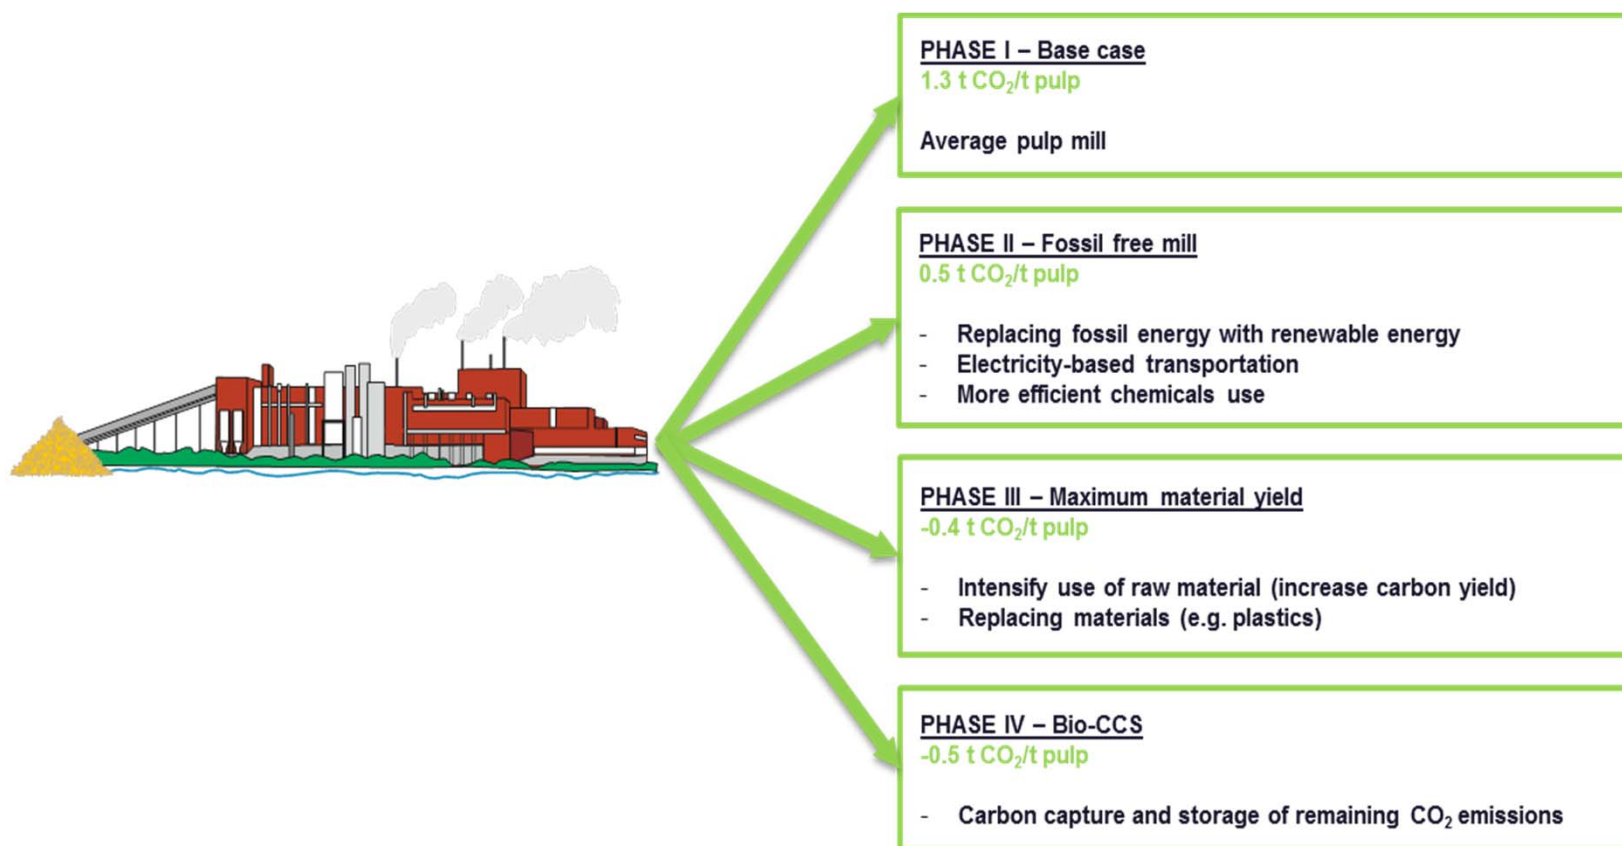 PHASE I – Base case
1.3 t CO₂/t pulp
Average pulp mill
PHASE II – Fossil free mill
0.5 t CO₂/t pulp
- Replacing fossil energy with renewable energy
- Electricity-based transportation
- More efficient chemicals use
PHASE III – Maximum material yield
-0.4 t CO₂/t pulp
- Intensify use of raw material (increase carbon yield)
- Replacing materials (e.g. plastics)
PHASE IV – Bio-CCS
-0.5 t CO₂/t pulp
- Carbon capture and storage of remaining CO₂ emissions